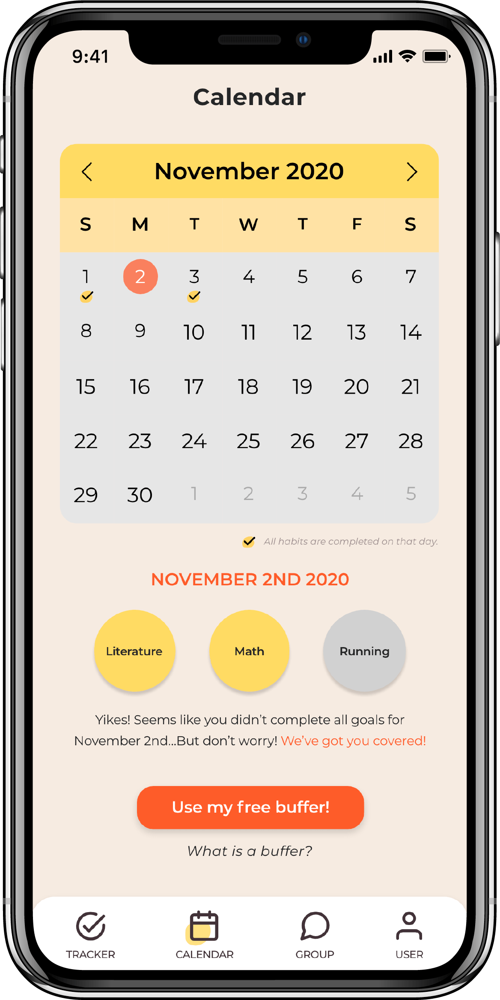 9:41
Calendar
November 2020
S M T W T F S
1 2 3 4 5 6 7
8 9 10 11 12 13 14
15 16 17 18 19 20 21
22 23 24 25 26 27 28
29 30 1 2 3 4 5
All habits are completed on that day.
NOVEMBER 2ND 2020
Literature Math Running
Yikes! Seems like you didn’t complete all goals for
November 2nd...But don’t worry! We’ve got you covered!
Use my free buffer!
What is a buffer?
TRACKER CALENDAR GROUP USER